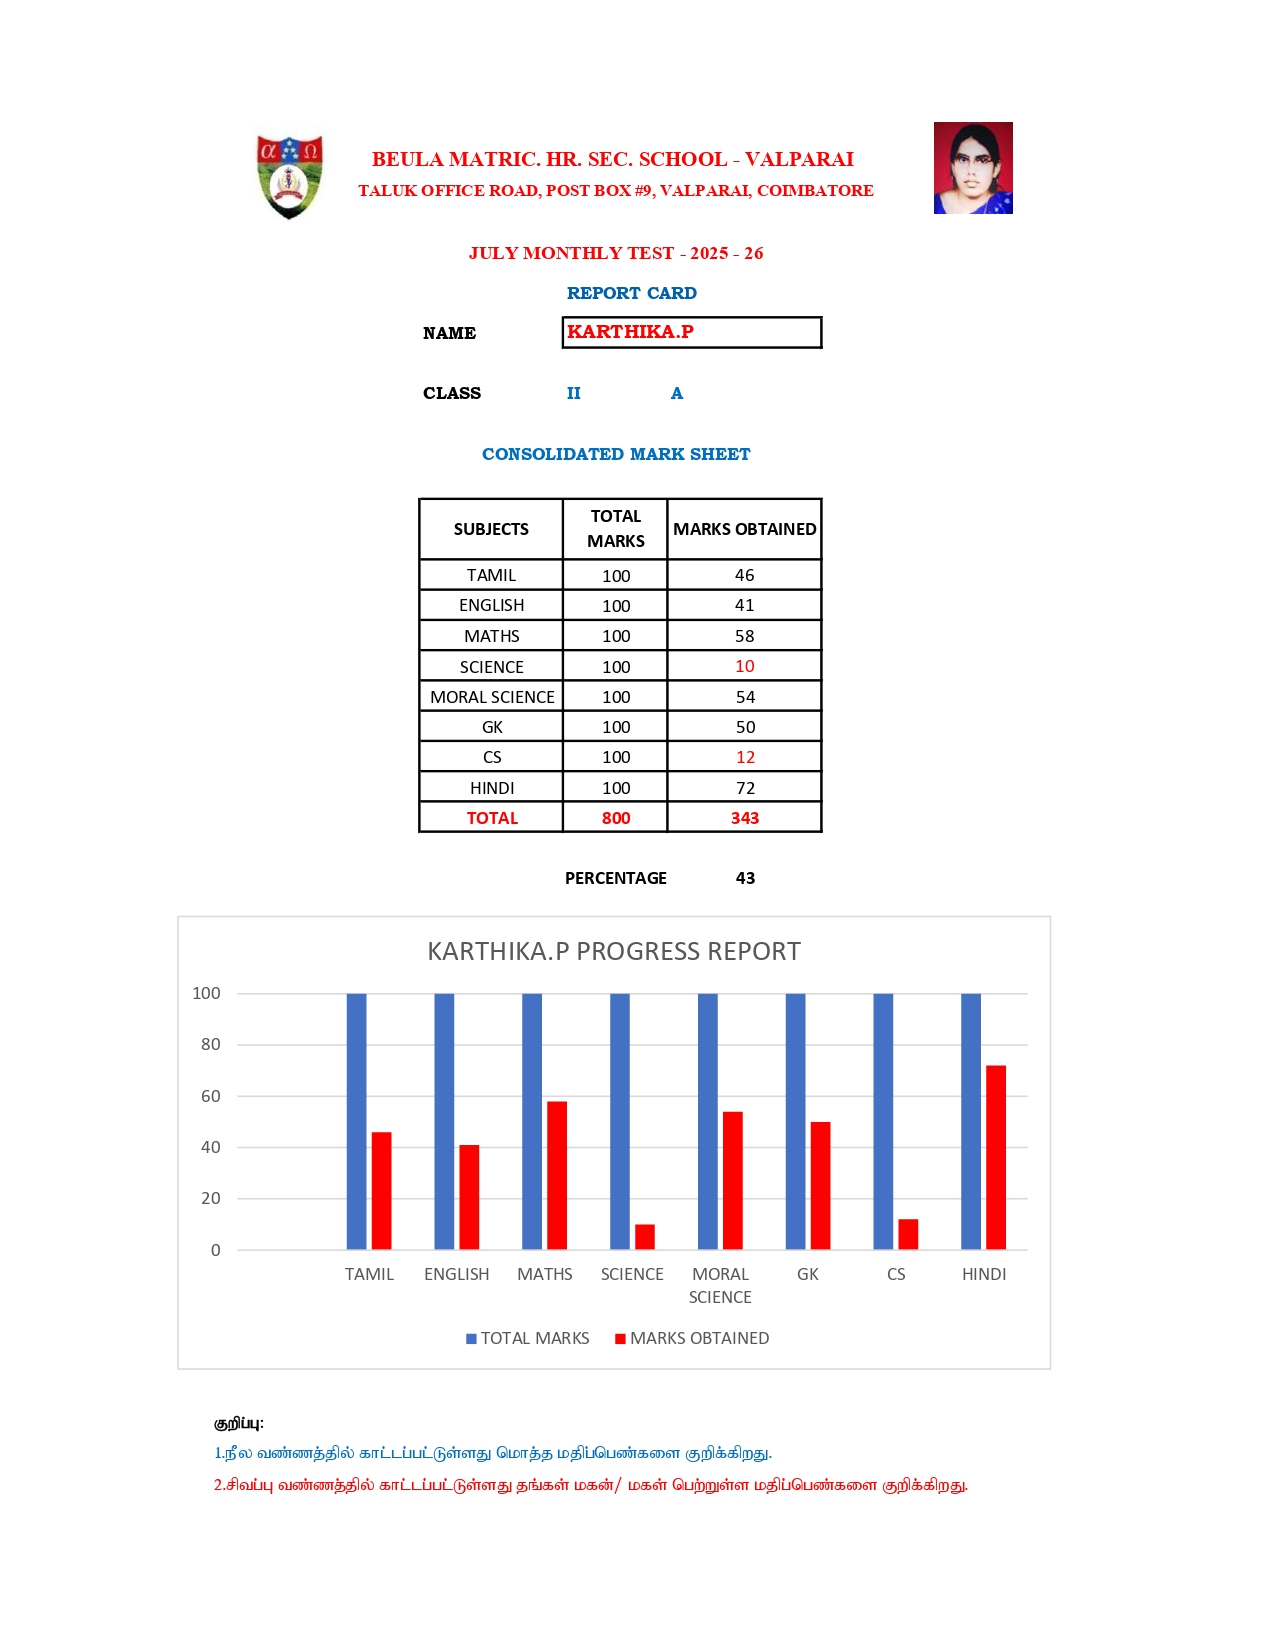 α Ω
BEULA MATRIC. HR. SEC. SCHOOL - VALPARAI
TALUK OFFICE ROAD, POST BOX #9, VALPARAI, COIMBATORE
JULY MONTHLY TEST - 2025 - 26
REPORT CARD
NAME KARTHIKA.P
CLASS II A
CONSOLIDATED MARK SHEET
SUBJECTS TOTAL MARKS MARKS OBTAINED
TAMIL 100 46
ENGLISH 100 41
MATHS 100 58
SCIENCE 100 10
MORAL SCIENCE 100 54
GK 100 50
CS 100 12
HINDI 100 72
TOTAL 800 343
PERCENTAGE 43
KARTHIKA.P PROGRESS REPORT
100
80
60
40
20
0
TAMIL ENGLISH MATHS SCIENCE MORAL SCIENCE GK CS HINDI
TOTAL MARKS MARKS OBTAINED
குறிப்பு:
1.நீல வண்ணத்தில் காட்டப்பட்டுள்ளது மொத்த மதிப்பெண்களை குறிக்கிறது.
2.சிவப்பு வண்ணத்தில் காட்டப்பட்டுள்ளது தங்கள் மகன்/ மகள் பெற்றுள்ள மதிப்பெண்களை குறிக்கிறது.